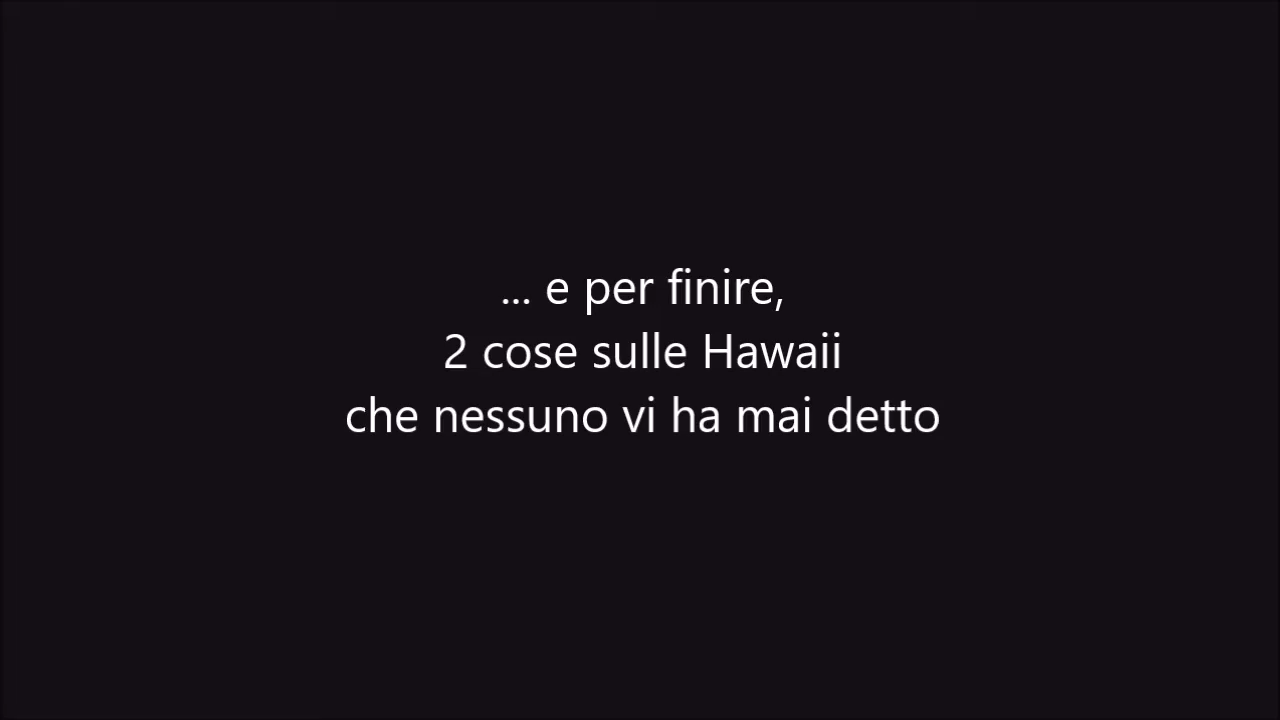 ... e per finire,
2 cose sulle Hawaii
che nessuno vi ha mai detto